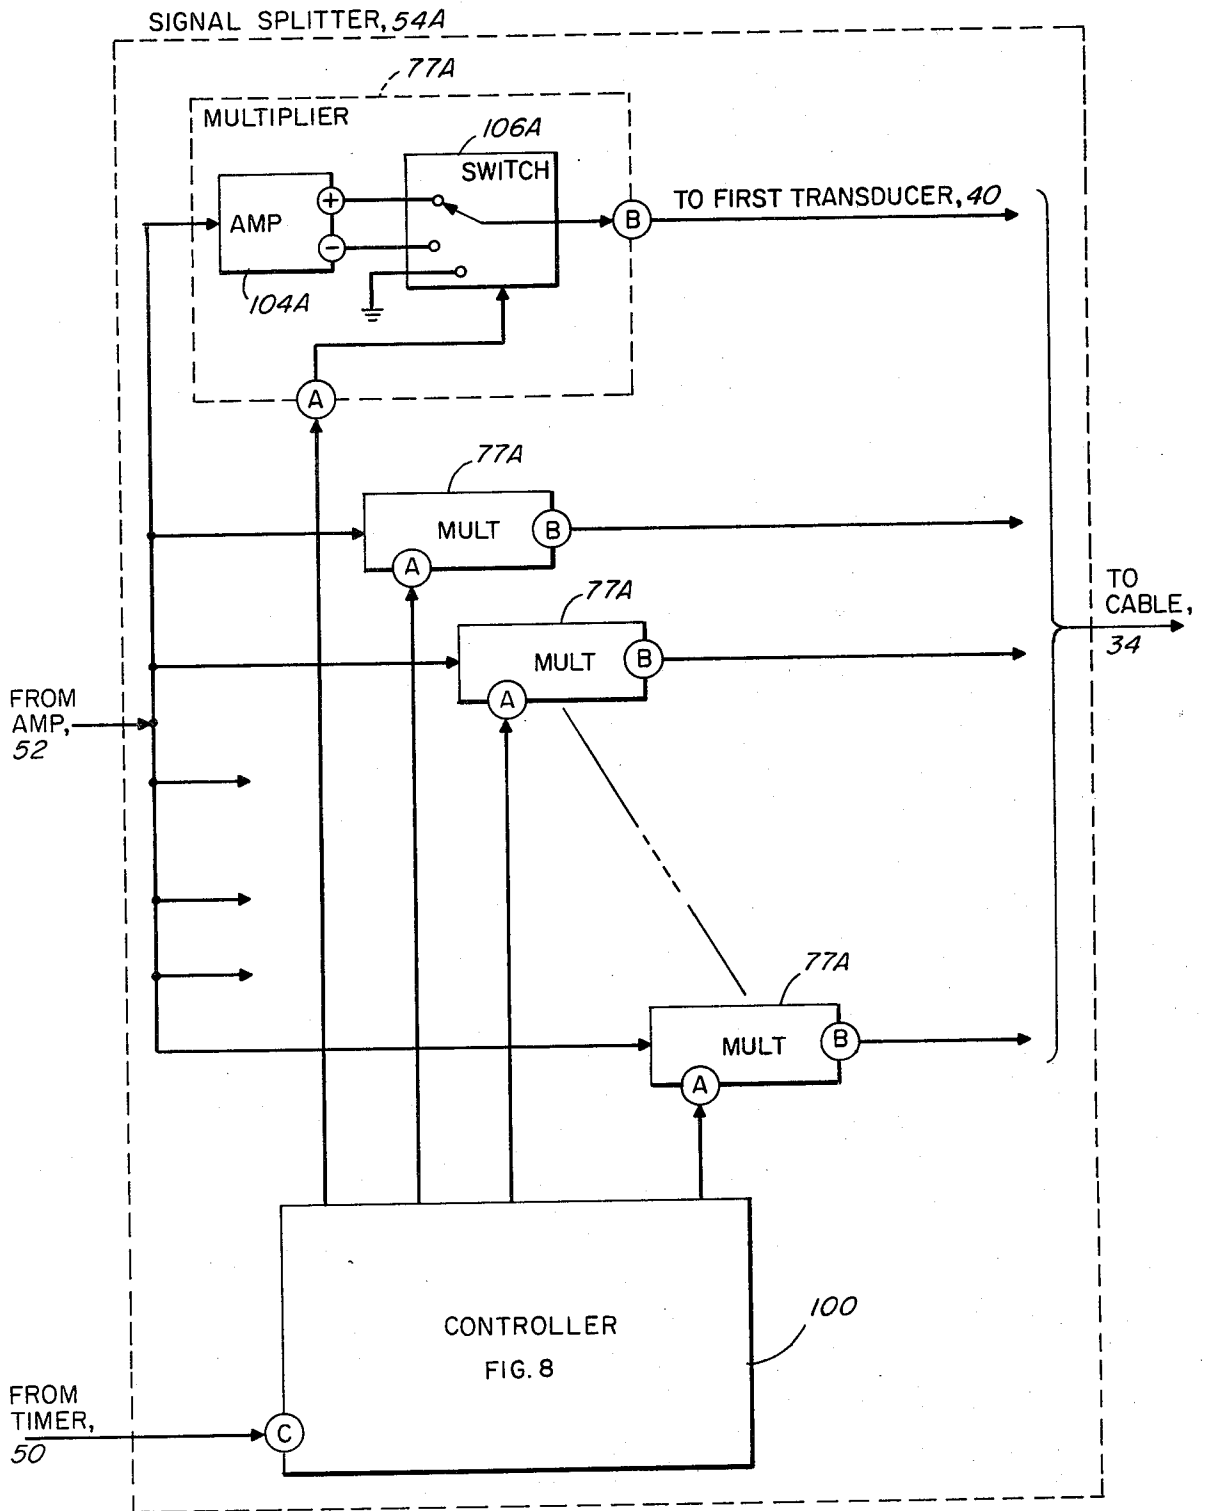 SIGNAL SPLITTER, 54A
77A
MULTIPLIER
106A
SWITCH
AMP
+
-
104A
B
TO FIRST TRANSDUCER, 40
A
77A
MULT
B
A
77A
MULT
B
A
TO
CABLE,
34
FROM
AMP,
52
77A
MULT
B
A
100
CONTROLLER
FIG. 8
FROM
TIMER,
50
C